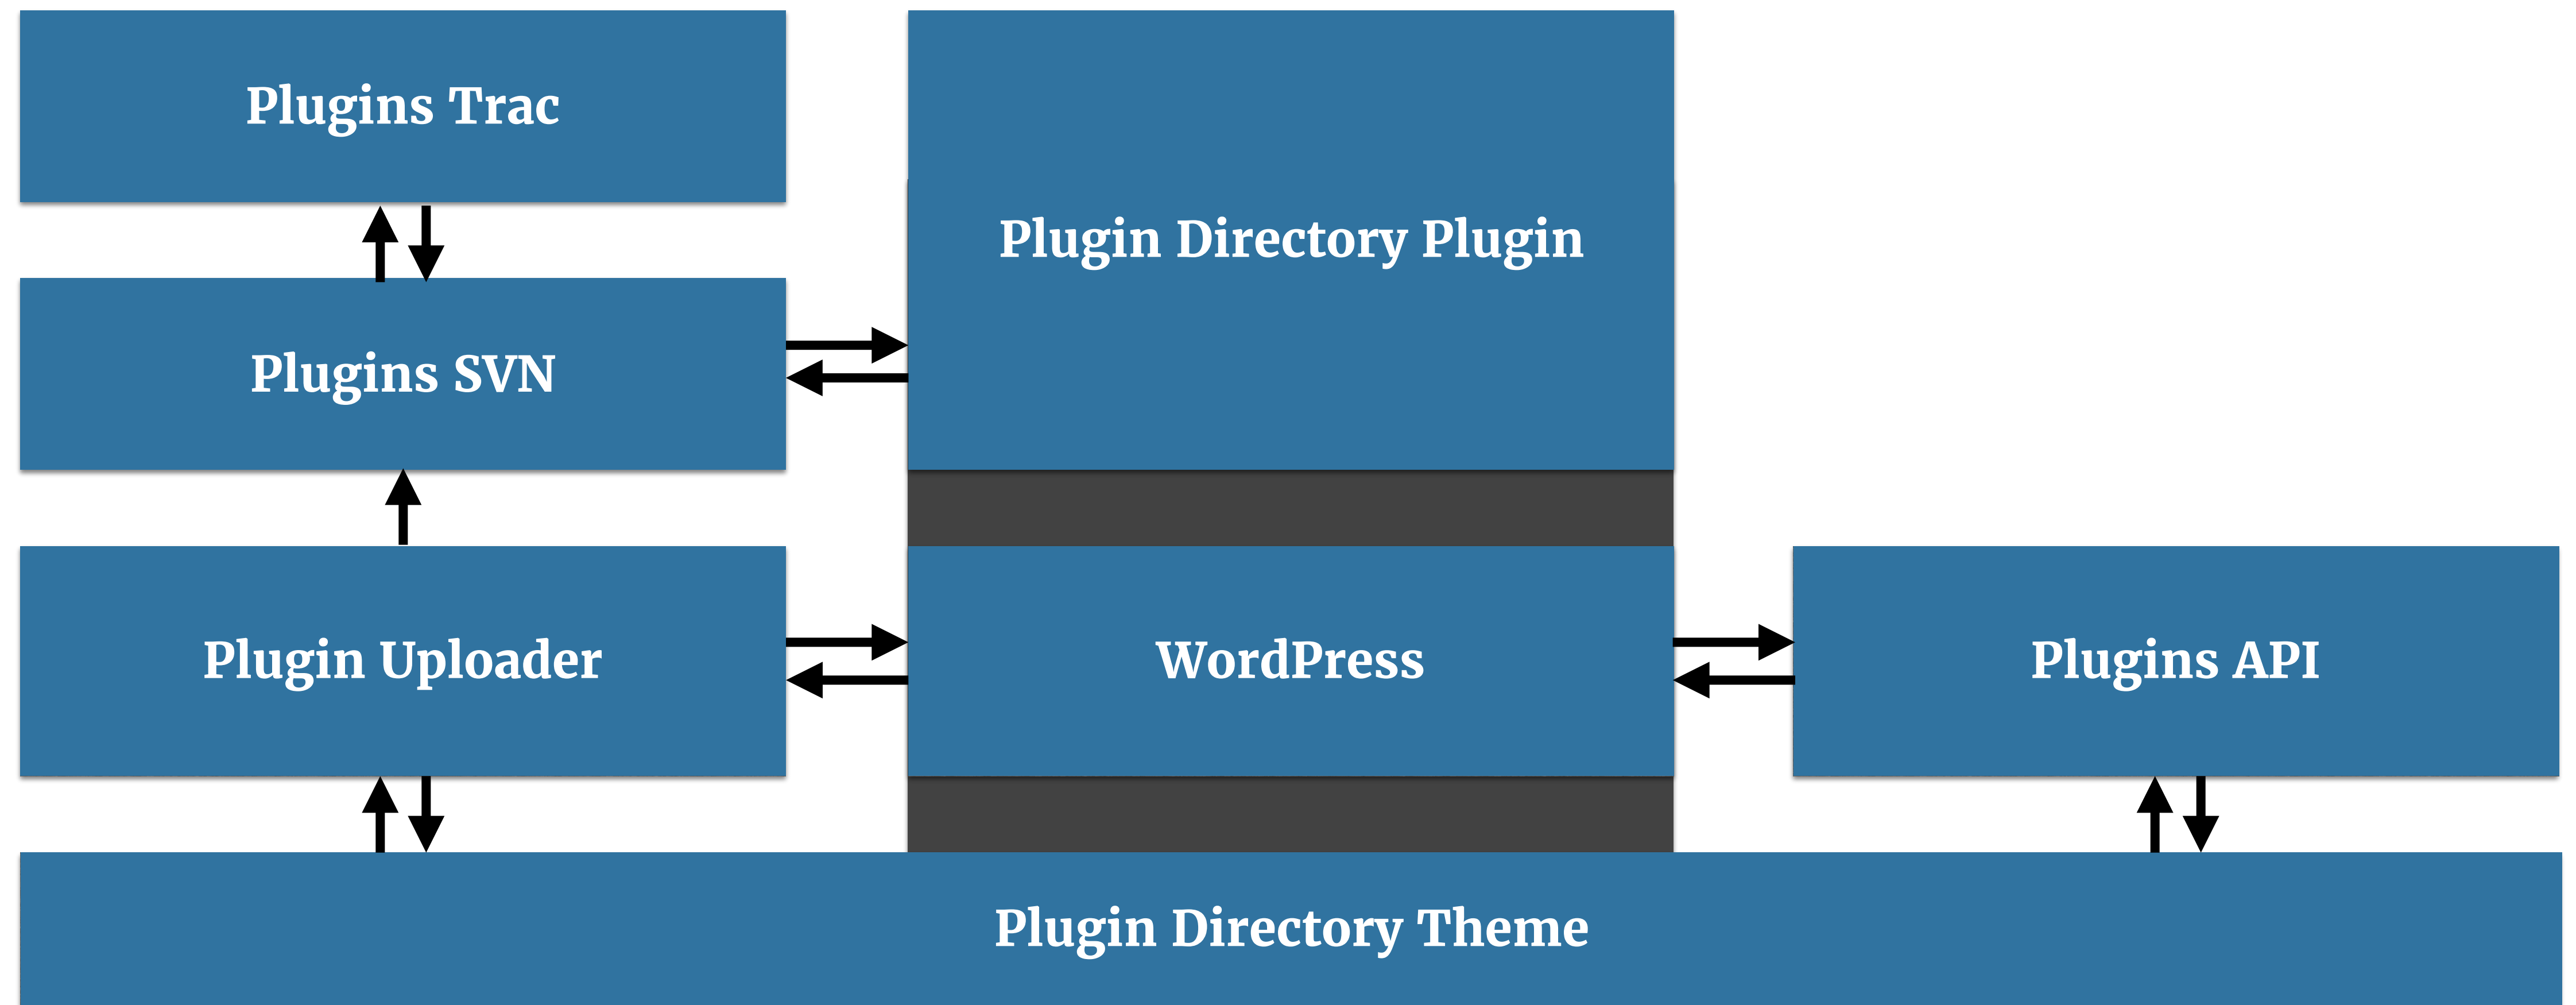 Plugins Trac
Plugin Directory Plugin
Plugins SVN
Plugin Uploader
WordPress
Plugins API
Plugin Directory Theme